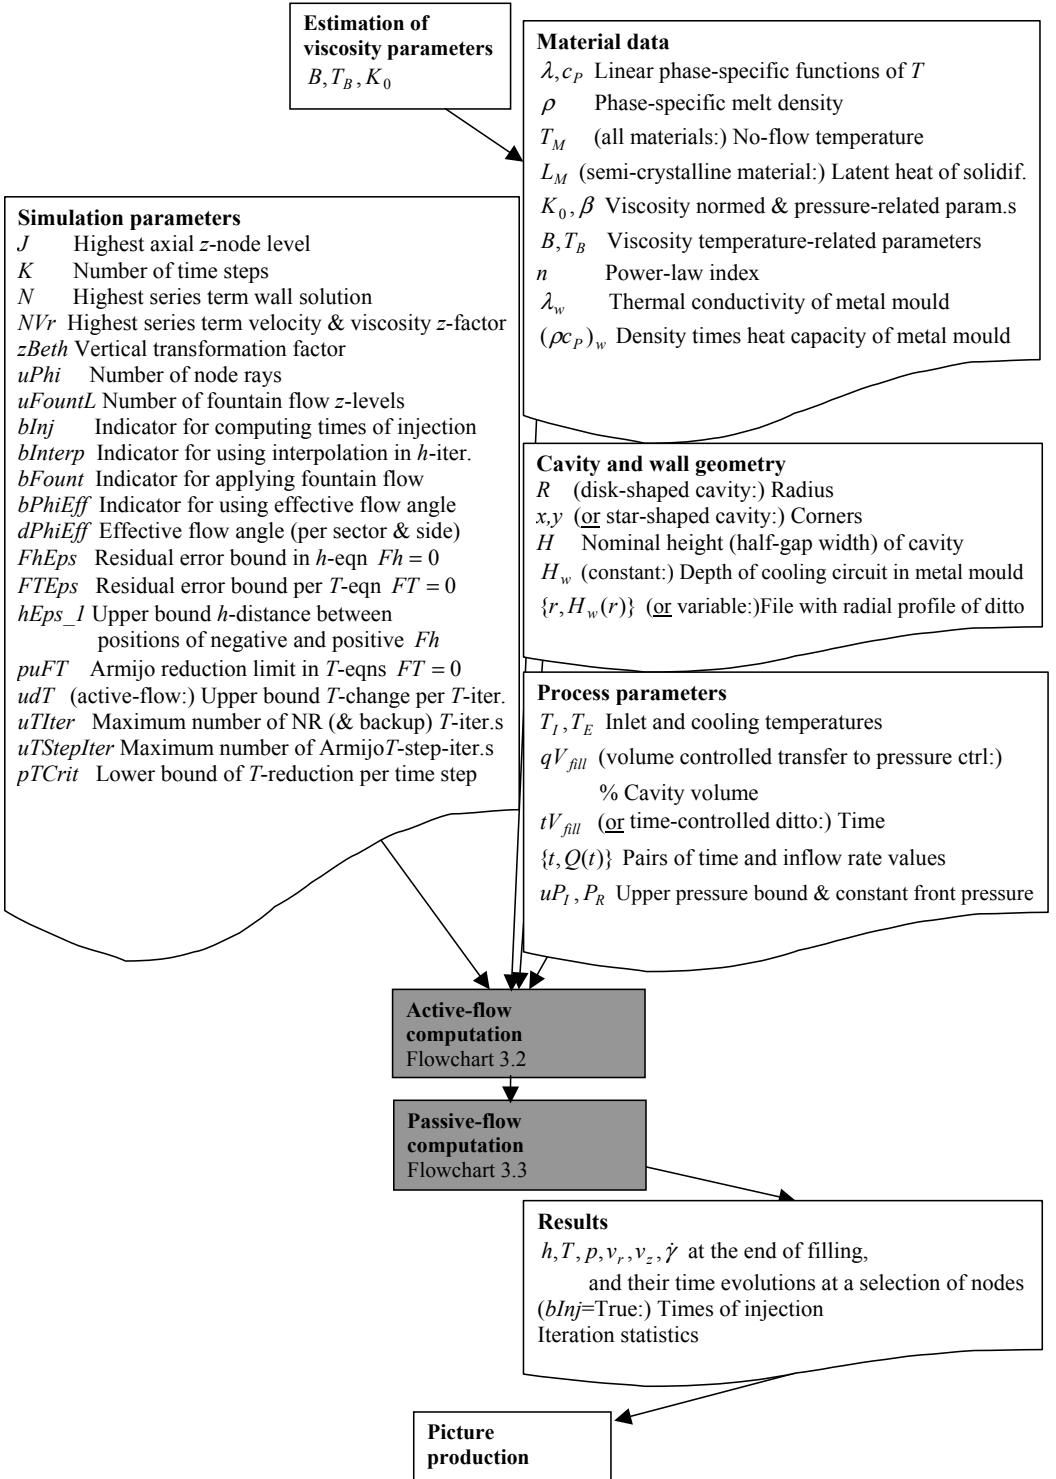 Estimation of
viscosity parameters
B, T_B, K_0
Material data
λ, c_P Linear phase-specific functions of T
ρ Phase-specific melt density
T_M (all materials:) No-flow temperature
L_M (semi-crystalline material:) Latent heat of solidif.
K_0, β Viscosity normed & pressure-related param.s
B, T_B Viscosity temperature-related parameters
n Power-law index
λ_w Thermal conductivity of metal mould
(ρc_P)_w Density times heat capacity of metal mould
Simulation parameters
J Highest axial z-node level
K Number of time steps
N Highest series term wall solution
NVr Highest series term velocity & viscosity z-factor
zBeth Vertical transformation factor
uPhi Number of node rays
uFountL Number of fountain flow z-levels
bInj Indicator for computing times of injection
bInterp Indicator for using interpolation in h-iter.
bFount Indicator for applying fountain flow
bPhiEff Indicator for using effective flow angle
dPhiEff Effective flow angle (per sector & side)
FhEps Residual error bound in h-eqn Fh = 0
FTEps Residual error bound per T-eqn FT = 0
hEps_1 Upper bound h-distance between
positions of negative and positive Fh
puFT Armijo reduction limit in T-eqns FT = 0
udT (active-flow:) Upper bound T-change per T-iter.
uTIter Maximum number of NR (& backup) T-iter.s
uTStepIter Maximum number of ArmijoT-step-iter.s
pTCrit Lower bound of T-reduction per time step
Cavity and wall geometry
R (disk-shaped cavity:) Radius
x,y (or star-shaped cavity:) Corners
H Nominal height (half-gap width) of cavity
H_w (constant:) Depth of cooling circuit in metal mould
{r, H_w(r)} (or variable:)File with radial profile of ditto
Process parameters
T_I, T_E Inlet and cooling temperatures
qV_fill (volume controlled transfer to pressure ctrl:)
% Cavity volume
tV_fill (or time-controlled ditto:) Time
{t, Q(t)} Pairs of time and inflow rate values
uP_I, P_R Upper pressure bound & constant front pressure
Active-flow
computation
Flowchart 3.2
Passive-flow
computation
Flowchart 3.3
Results
h, T, p, v_r, v_z, γ̇ at the end of filling,
and their time evolutions at a selection of nodes
(bInj=True:) Times of injection
Iteration statistics
Picture
production